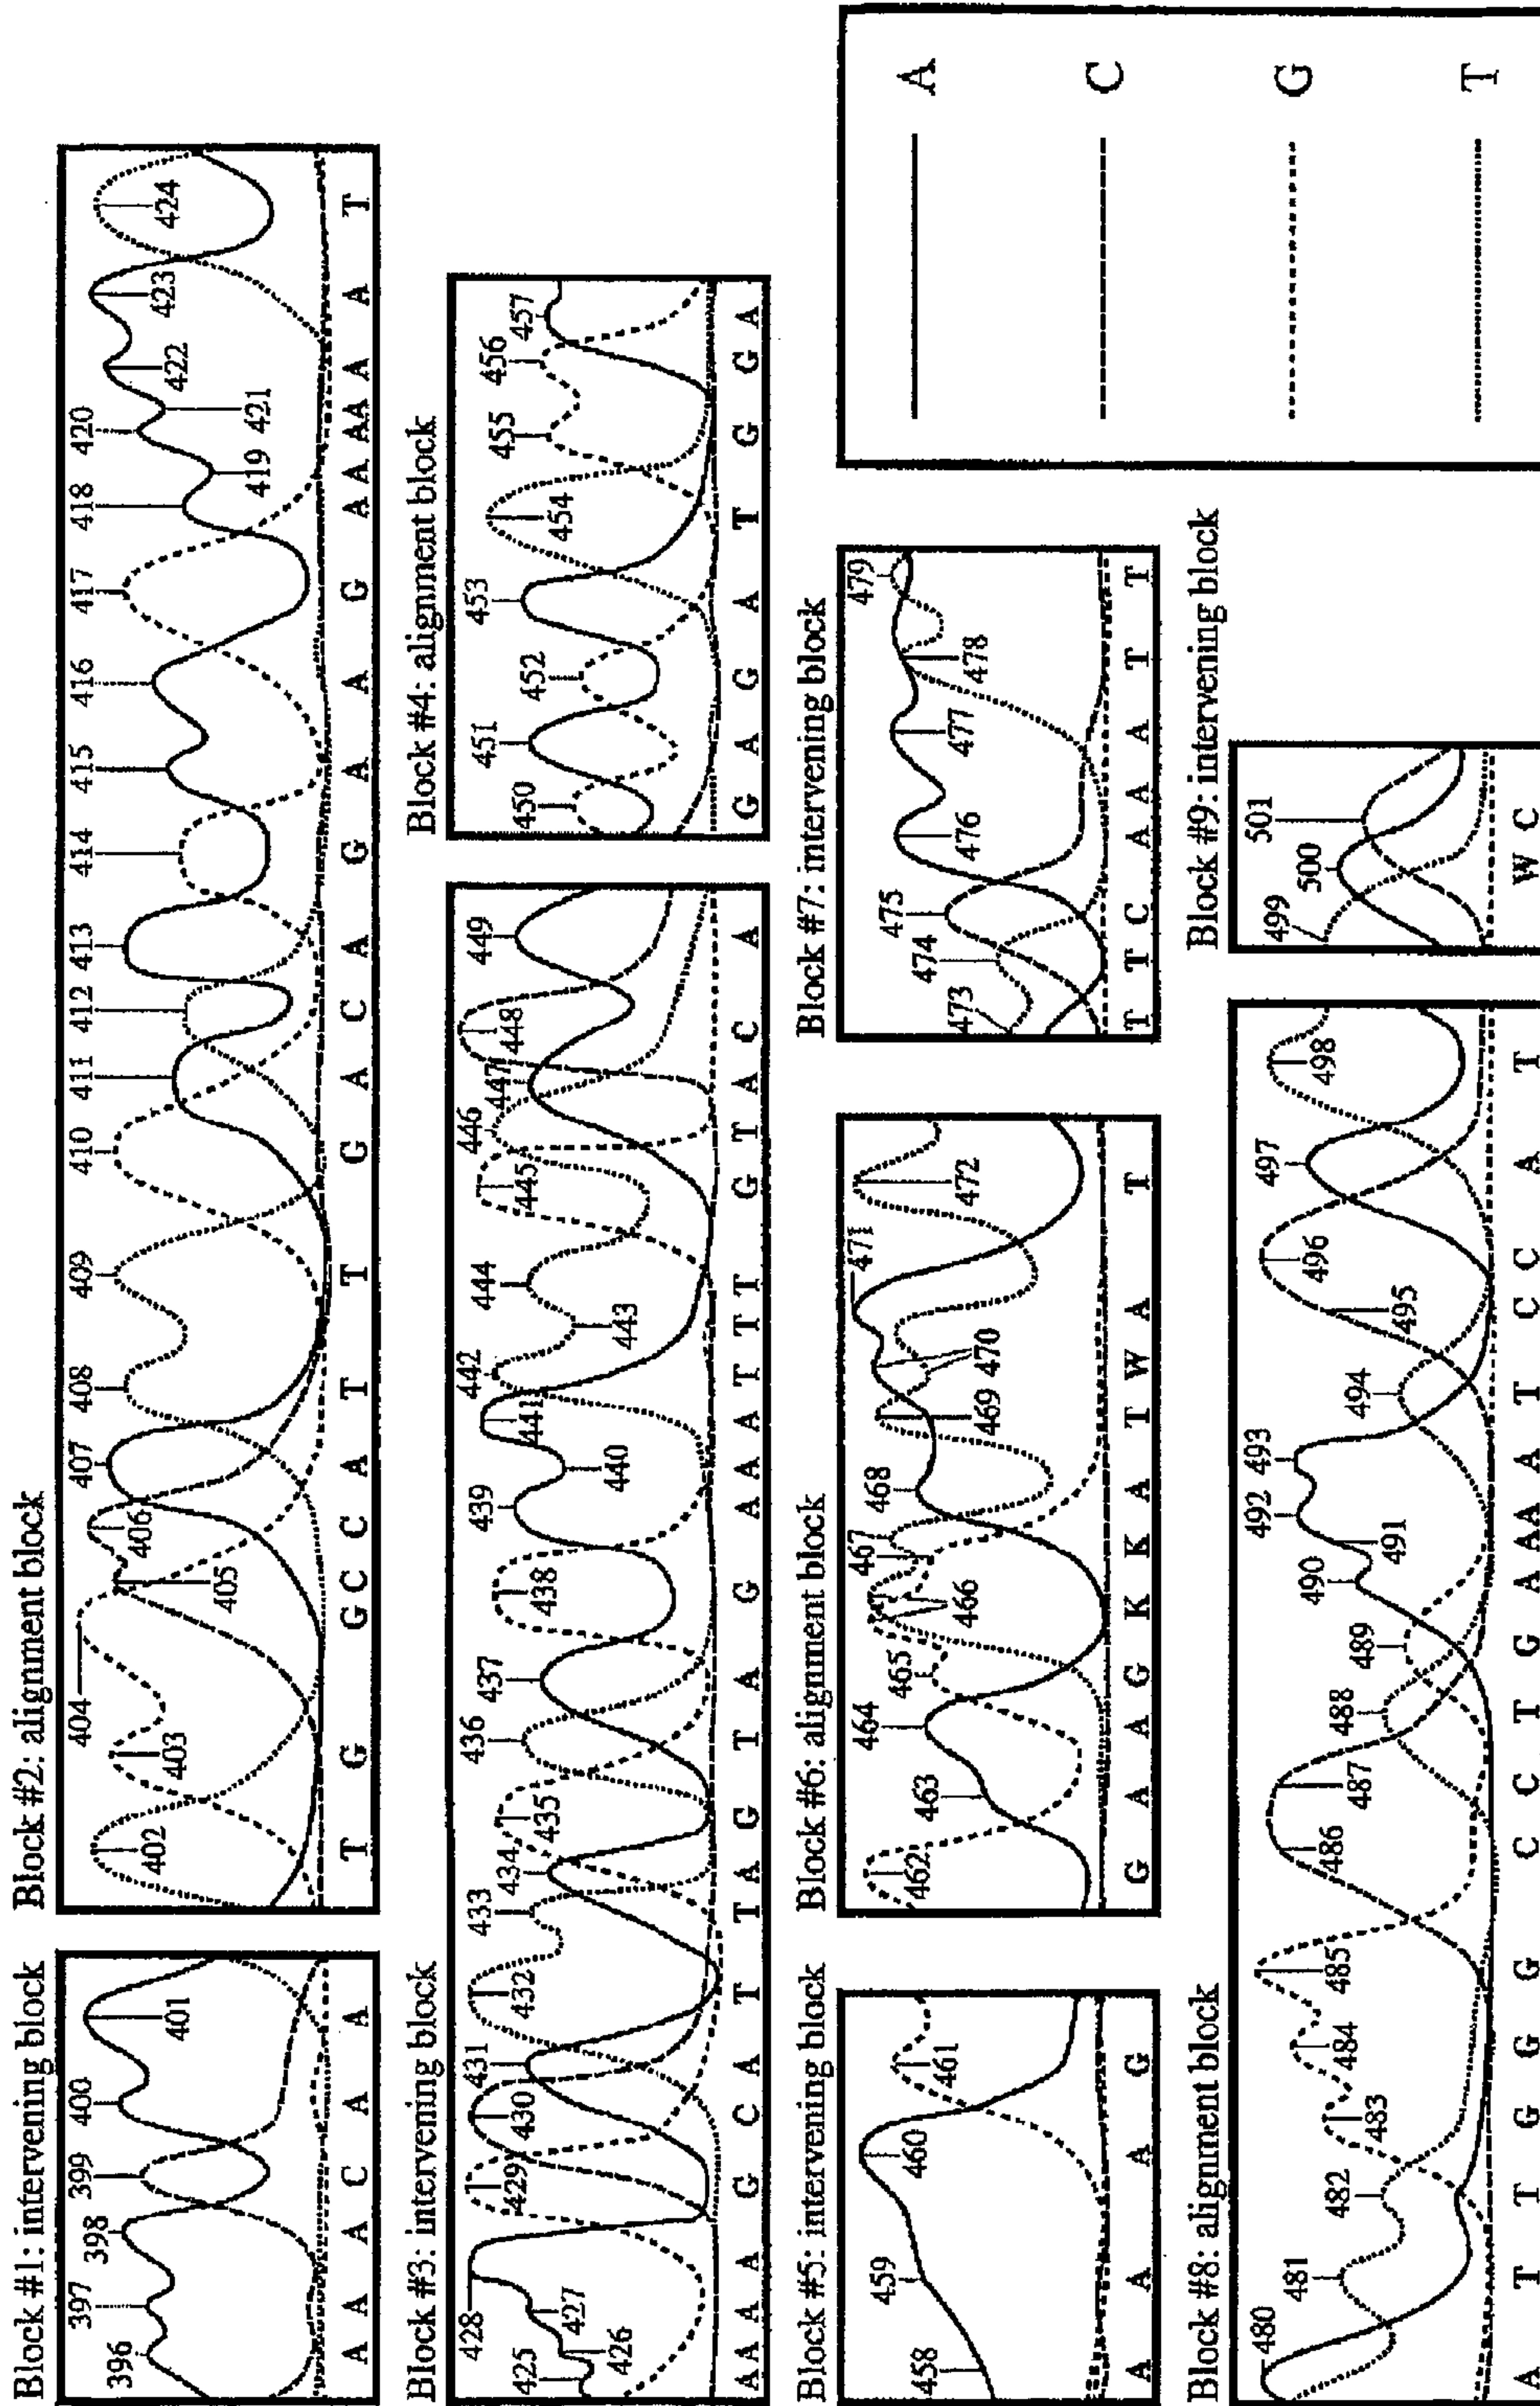 Block #1: intervening block
396 397 398 399 400 401
A A A C A A
Block #2: alignment block
402 403 404 405 406 407 408 409 410 411 412 413 414 415 416 417 418 419 420 421 422 423 424
T G G C C A T T G A C A G A A G A A A A A A T
Block #3: intervening block
425 426 427 428 429 430 431 432 433 434 435 436 437 438 439 440 441 442 443 444 445 446 447 448 449
A A A A G C A T T A G T A G A A A T T T G T A C A
Block #4: alignment block
450 451 452 453 454 455 456 457
G A G A T G G A
Block #5: intervening block
458 459 460 461
A A A G
Block #6: alignment block
462 463 464 465 466 467 468 469 470 471 472
G A A G K K A T W A T
Block #7: intervening block
473 474 475 476 477 478 479
T T C A A A T T
Block #8: alignment block
480 481 482 483 484 485 486 487 488 489 490 491 492 493 494 495 496 497 498
A T T G G G C C T G A A A A T C C A T
Block #9: intervening block
499 500 501
W C
A
C
G
T